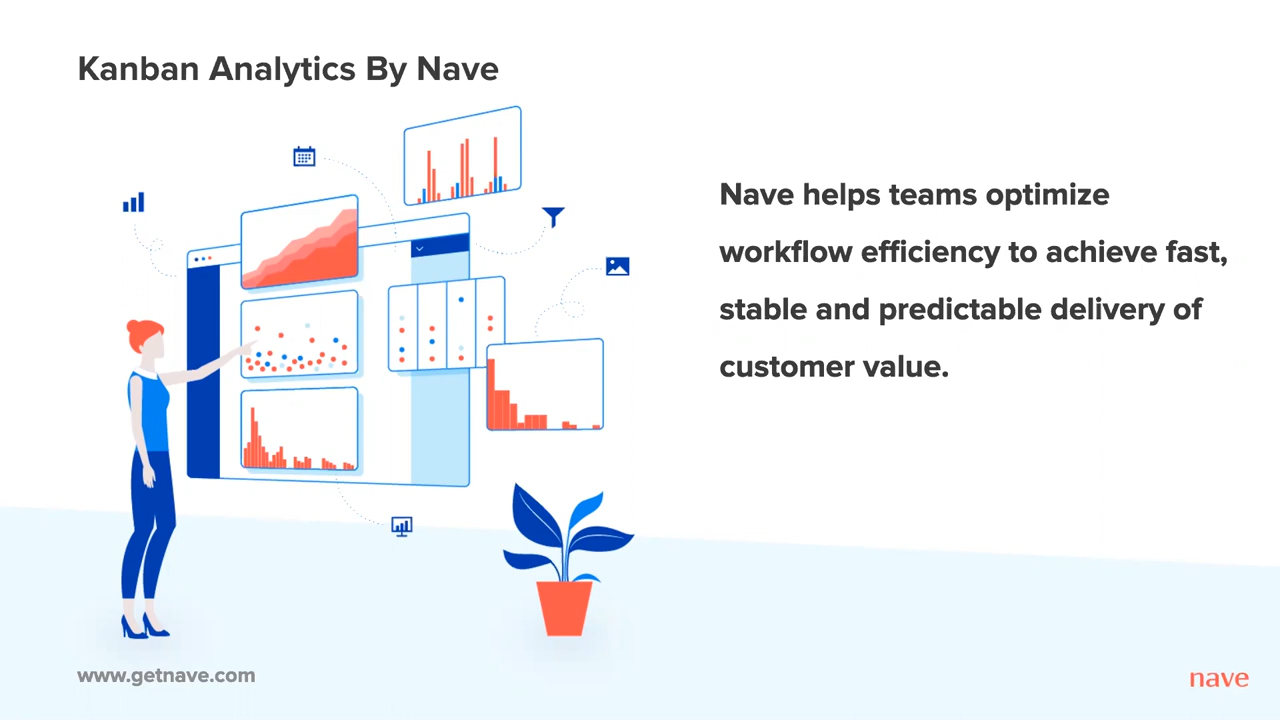 Kanban Analytics By Nave
Nave helps teams optimize
workflow efficiency to achieve fast,
stable and predictable delivery of
customer value.
www.getnave.com
nave